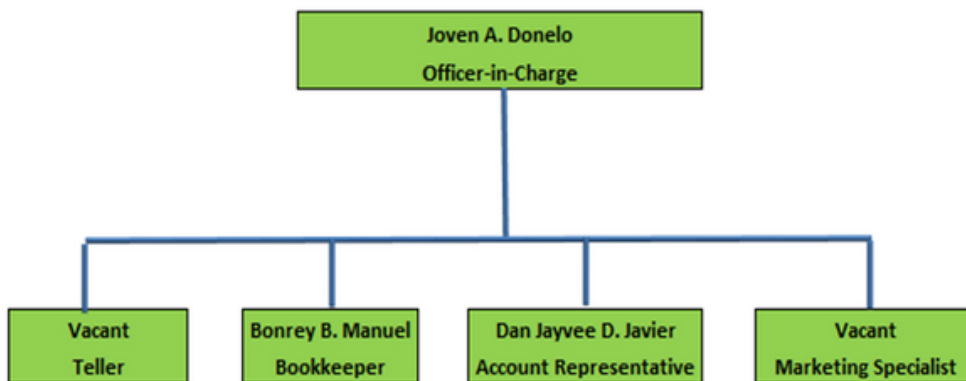 Joven A. Donelo
Officer-in-Charge
Vacant
Teller
Bonrey B. Manuel
Bookkeeper
Dan Jayvee D. Javier
Account Representative
Vacant
Marketing Specialist